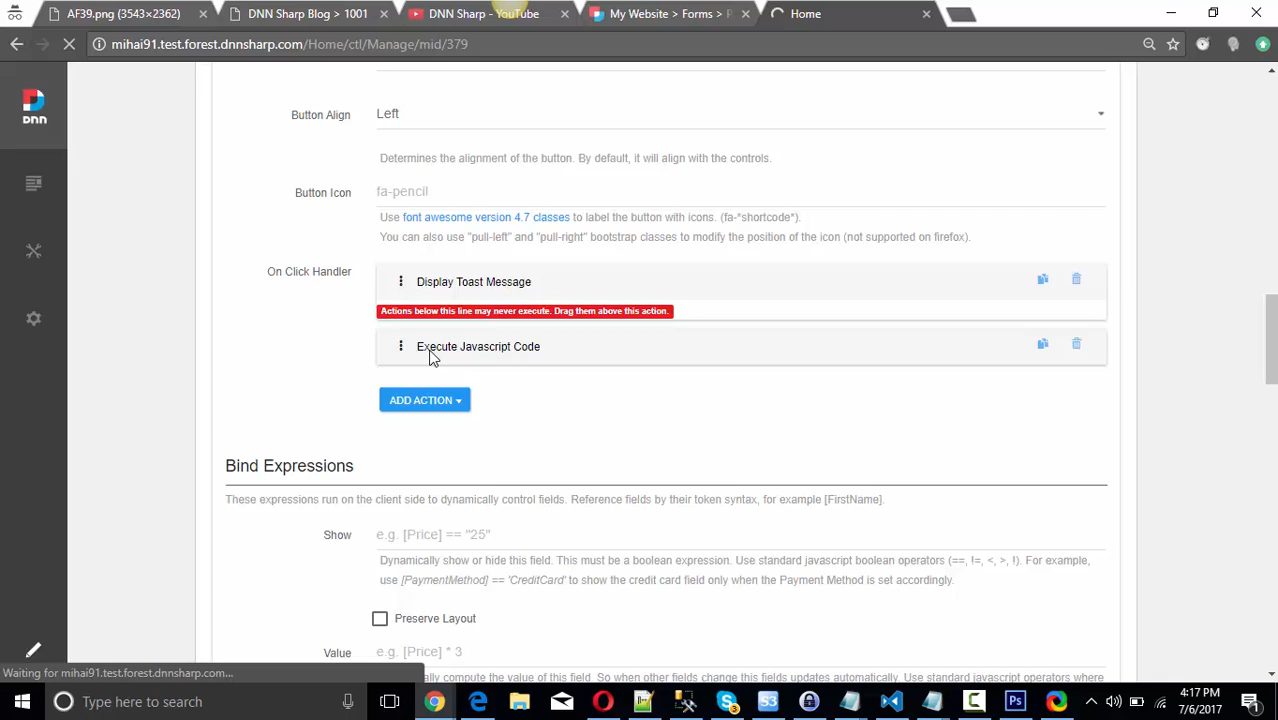 AF39.png (3543×2362)
DNN Sharp Blog > 1001
DNN Sharp - YouTube
My Website > Forms > P
Home
mihai91.test.forest.dnnsharp.com/Home/ctl/Manage/mid/379
DNN
Button Align
Left
Determines the alignment of the button. By default, it will align with the controls.
Button Icon
fa-pencil
Use font awesome version 4.7 classes to label the button with icons. (fa-*shortcode*).
You can also use "pull-left" and "pull-right" bootstrap classes to modify the position of the icon (not supported on firefox).
On Click Handler
Display Toast Message
Actions below this line may never execute. Drag them above this action.
Execute Javascript Code
ADD ACTION
Bind Expressions
These expressions run on the client side to dynamically control fields. Reference fields by their token syntax, for example [FirstName].
Show
e.g. [Price] == "25"
Dynamically show or hide this field. This must be a boolean expression. Use standard javascript boolean operators (==, !=, <, >, !). For example,
use [PaymentMethod] == 'CreditCard' to show the credit card field only when the Payment Method is set accordingly.
Preserve Layout
Value
e.g. [Price] * 3
ically compute the value of this field. So when other fields change this fields updates automatically. Use standard javascript operators where
Waiting for mihai91.test.forest.dnnsharp.com...
Type here to search
4:17 PM
7/6/2017